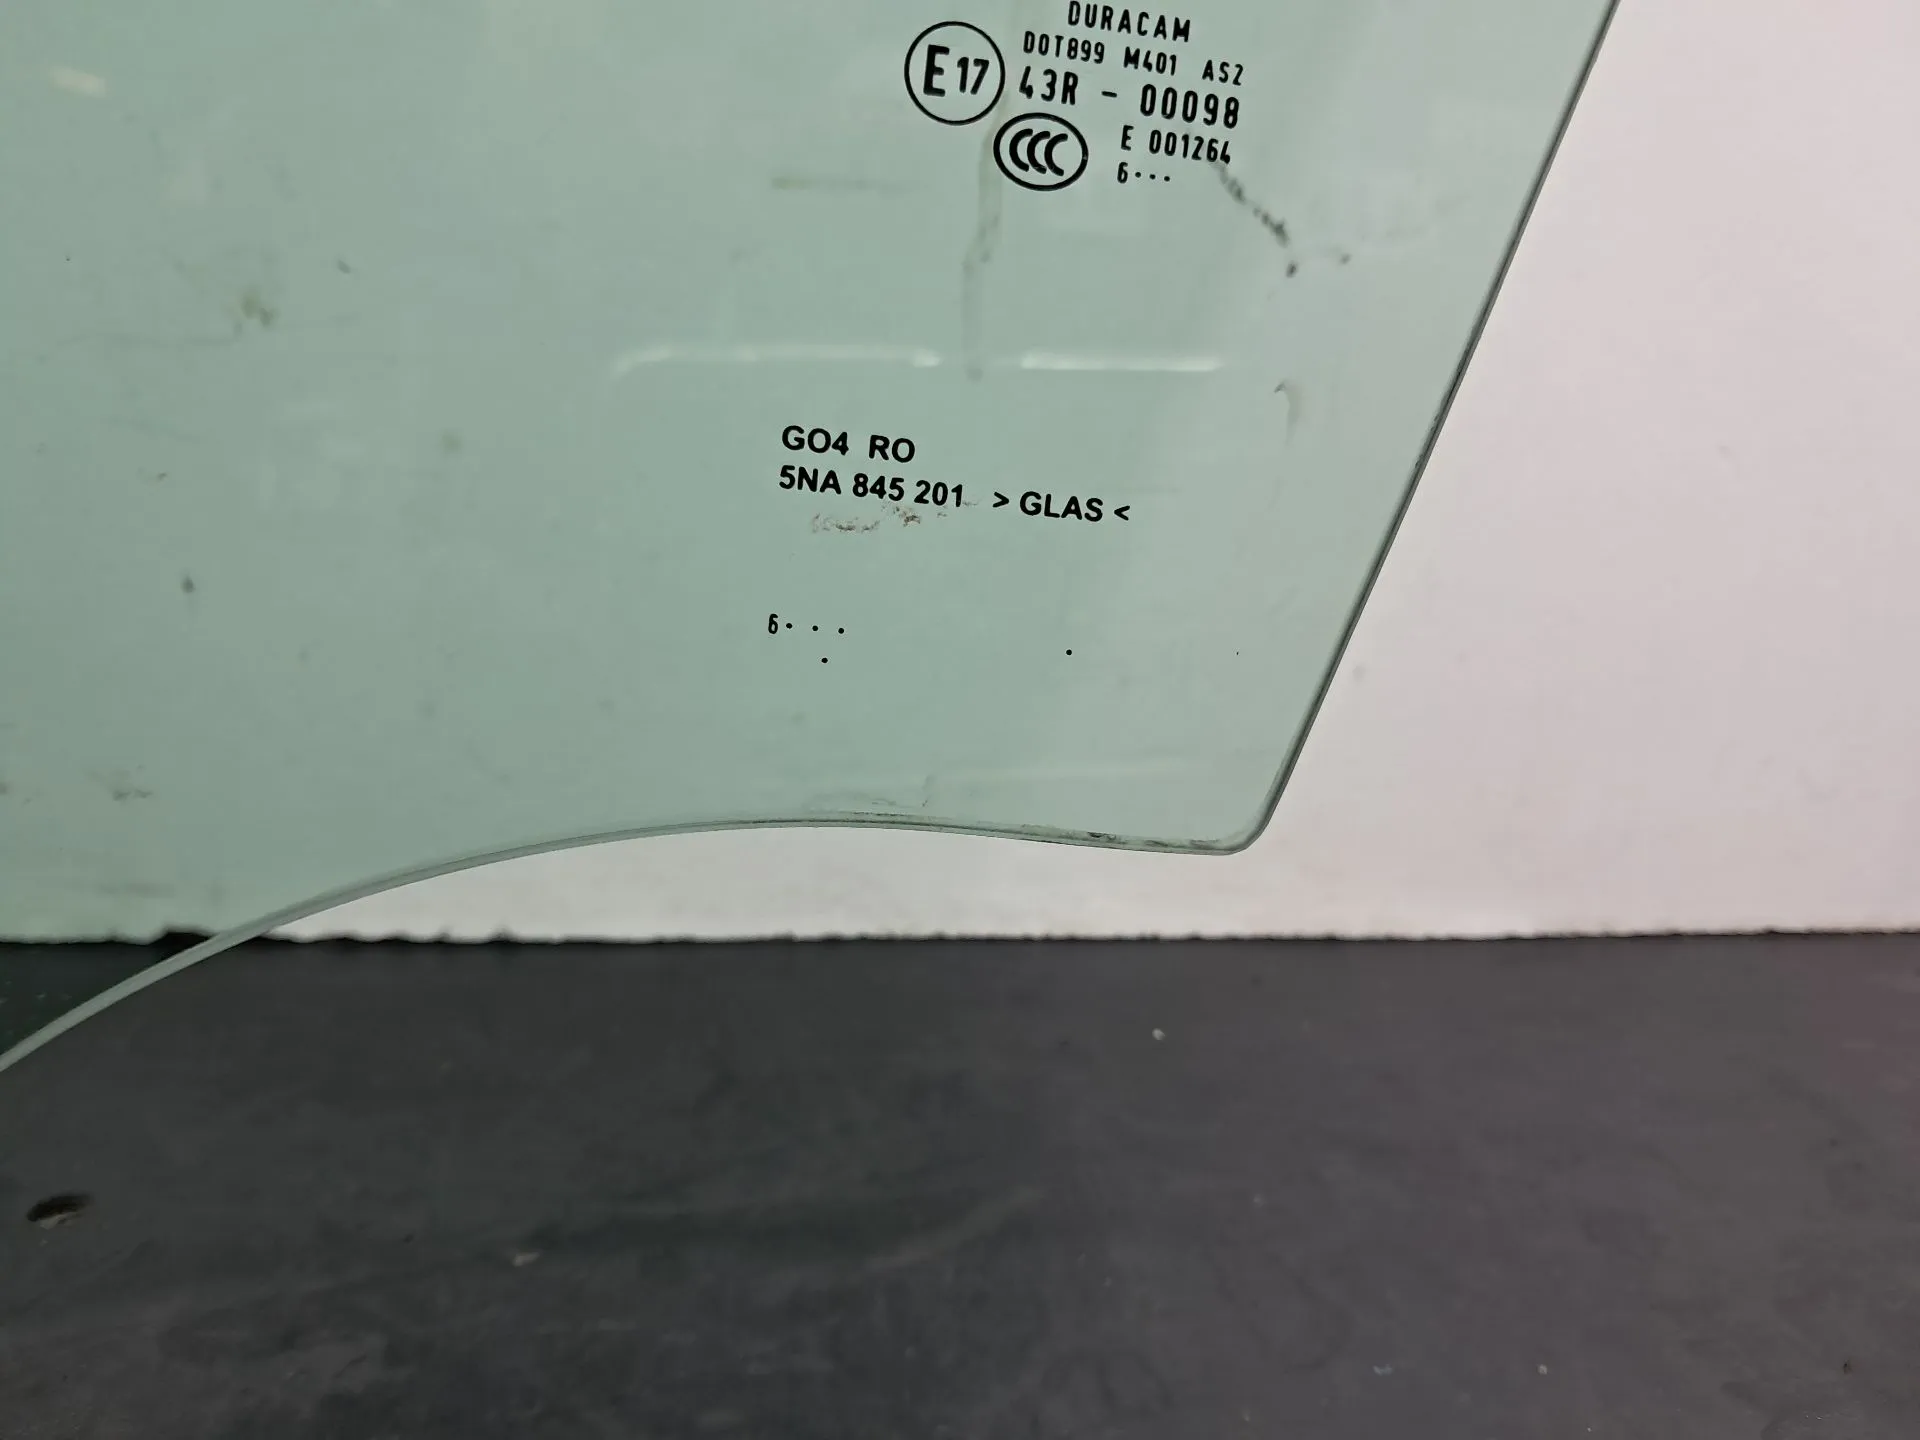 DURACAM
DOT899 M401 AS2
E17 43R - 00098
CCC E 001264
6···
GO4 RO
5NA 845 201 >GLAS<
6· · ·